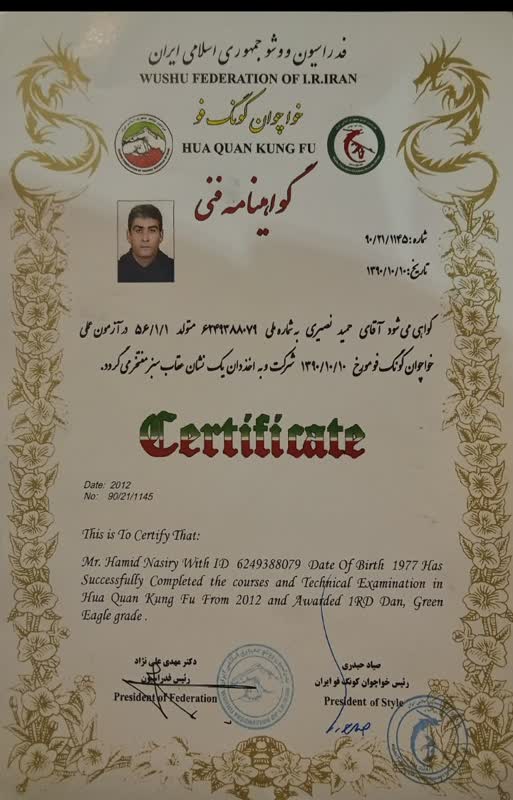 فدراسیون ووشو جمهوری اسلامی ایران
WUSHU FEDERATION OF I.R.IRAN
خواچوان کونگ فو
HUA QUAN KUNG FU
گواهینامه فنی
شماره: ۹۰/۲۱/۱۱۴۵
تاریخ: ۱۳۹۰/۱۰/۱۰
گواهی می شود آقای حمید نصیری به شماره ملی ۶۲۴۹۳۸۸۰۷۹ متولد ۵۶/۱/۱ در آزمون عملی
خواچوان کونگ فو مورخ ۱۳۹۰/۱۰/۱۰ شرکت و به اخذ دان یک نشان عقاب سبز مفتخر می گردد.
Certificate
Date: 2012
No: 90/21/1145
This is To Certify That:
Mr. Hamid Nasiry With ID 6249388079 Date Of Birth 1977 Has
Successfully Completed the courses and Technical Examination in
Hua Quan Kung Fu From 2012 and Awarded 1RD Dan, Green
Eagle grade .
صیاد حیدری
رئیس خواچوان کونگ فو ایران
President of Style
دکتر مهدی علی نژاد
رئیس فدراسیون
President of Federation